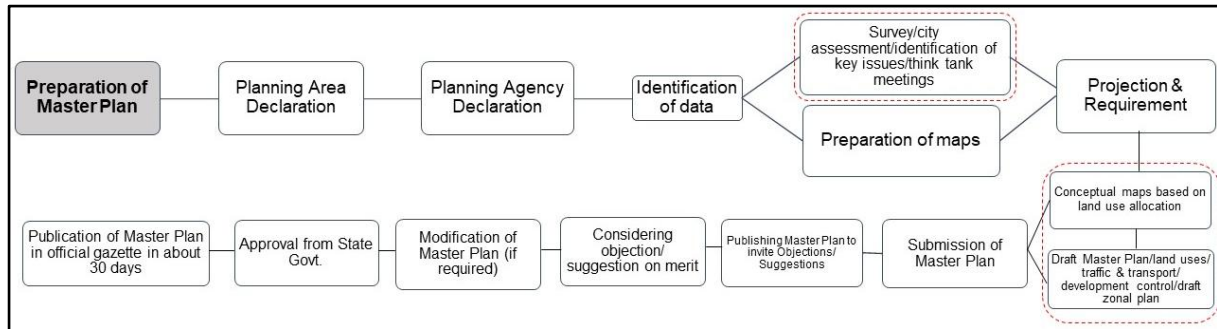 Preparation of
Master Plan
Planning Area
Declaration
Planning Agency
Declaration
Identification
of data
Survey/city
assessment/identification of
key issues/think tank
meetings
Preparation of maps
Projection &
Requirement
Conceptual maps based on
land use allocation
Draft Master Plan/land uses/
traffic & transport/
development control/draft
zonal plan
Submission of
Master Plan
Publishing Master Plan to
invite Objections/
Suggestions
Considering
objection/
suggestion on merit
Modification of
Master Plan (if
required)
Approval from State
Govt.
Publication of Master Plan
in official gazette in about
30 days